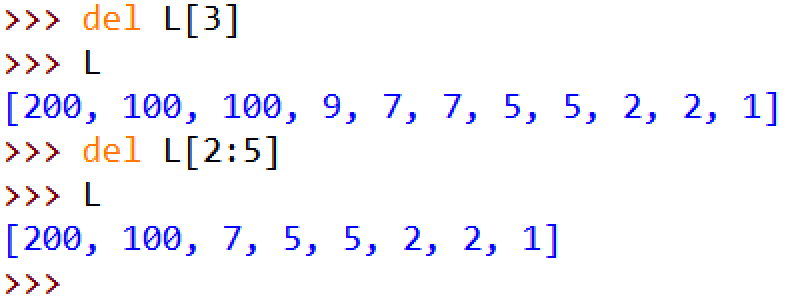 >>> del L[3]
>>> L
[200, 100, 100, 9, 7, 7, 5, 5, 2, 2, 1]
>>> del L[2:5]
>>> L
[200, 100, 7, 5, 5, 2, 2, 1]
>>>